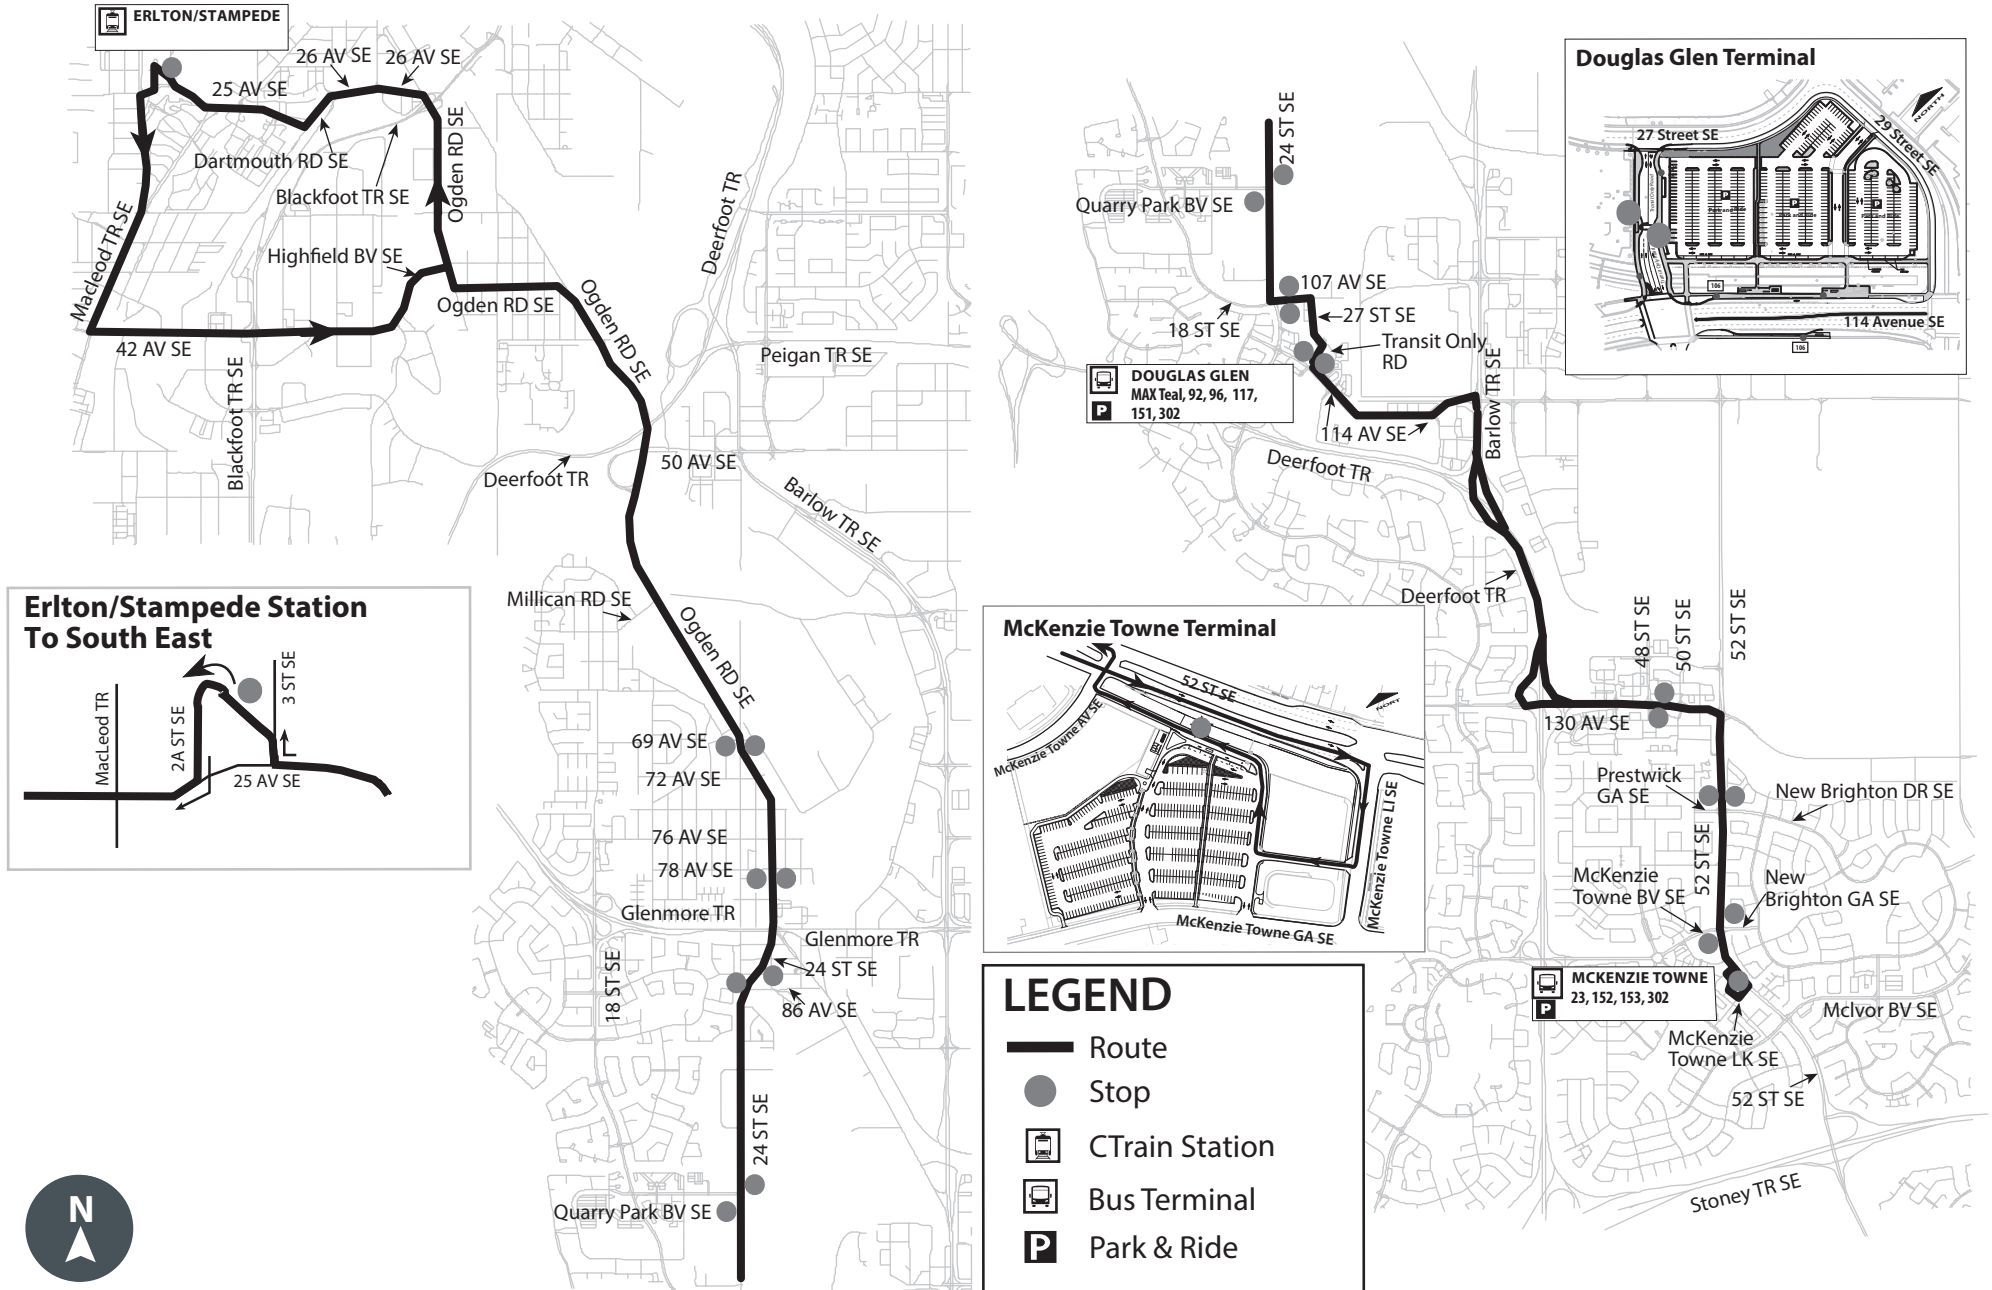 ERLTON/STAMPEDE
26 AV SE
26 AV SE
25 AV SE
Dartmouth RD SE
Blackfoot TR SE
Ogden RD SE
Macleod TR SE
Highfield BV SE
Ogden RD SE
42 AV SE
Blackfoot TR SE
Ogden RD SE
Deerfoot TR
Peigan TR SE
50 AV SE
Deerfoot TR
Barlow TR SE
Millican RD SE
Ogden RD SE
69 AV SE
72 AV SE
76 AV SE
78 AV SE
Glenmore TR
Glenmore TR
24 ST SE
86 AV SE
18 ST SE
24 ST SE
Quarry Park BV SE
Erlton/Stampede Station
To South East
MacLeod TR
2A ST SE
3 ST SE
25 AV SE
N
24 ST SE
Quarry Park BV SE
107 AV SE
27 ST SE
18 ST SE
Transit Only
RD
DOUGLAS GLEN
MAX Teal, 92, 96, 117,
151, 302
P
114 AV SE
Barlow TR SE
Deerfoot TR
Deerfoot TR
48 ST SE
50 ST SE
52 ST SE
130 AV SE
Prestwick
GA SE
New Brighton DR SE
52 ST SE
McKenzie
Towne BV SE
New
Brighton GA SE
MCKENZIE TOWNE
23, 152, 153, 302
P
McIvor BV SE
McKenzie
Towne LK SE
52 ST SE
Stoney TR SE
Douglas Glen Terminal
NORTH
27 Street SE
29 Street SE
P
Park and Ride
P
Park and Ride
P
Park and Ride
106
114 Avenue SE
106
McKenzie Towne Terminal
52 ST SE
NORT
McKenzie Towne AV SE
McKenzie Towne LI SE
McKenzie Towne GA SE
LEGEND
Route
Stop
CTrain Station
Bus Terminal
P Park & Ride